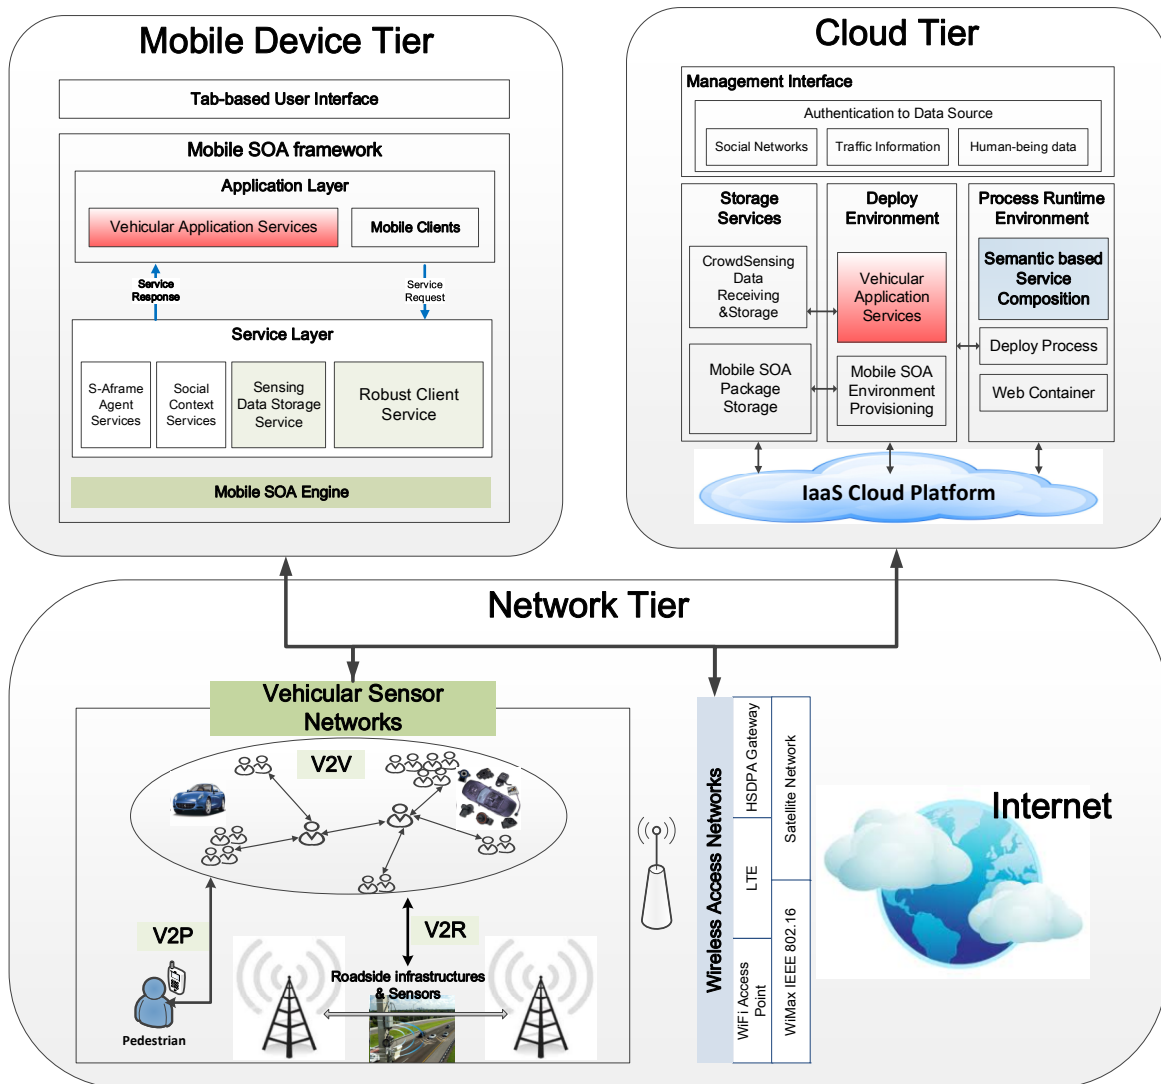 Mobile Device Tier
Tab-based User Interface
Mobile SOA framework
Application Layer
Vehicular Application Services
Mobile Clients
Service
Response
Service
Request
Service Layer
S-Aframe
Agent
Services
Social
Context
Services
Sensing
Data Storage
Service
Robust Client
Service
Mobile SOA Engine
Cloud Tier
Management Interface
Authentication to Data Source
Social Networks
Traffic Information
Human-being data
Storage
Services
CrowdSensing
Data
Receiving
&Storage
Mobile SOA
Package
Storage
Deploy
Environment
Vehicular
Application
Services
Mobile SOA
Environment
Provisioning
Process Runtime
Environment
Semantic based
Service
Composition
Deploy Process
Web Container
IaaS Cloud Platform
Network Tier
Vehicular Sensor
Networks
V2V
V2P
V2R
Roadside infrastructures
& Sensors
Pedestrian
Wireless Access Networks
HSDPA Gateway
LTE
WiFi Access
Point
Satellite Network
WiMax IEEE 802.16
Internet